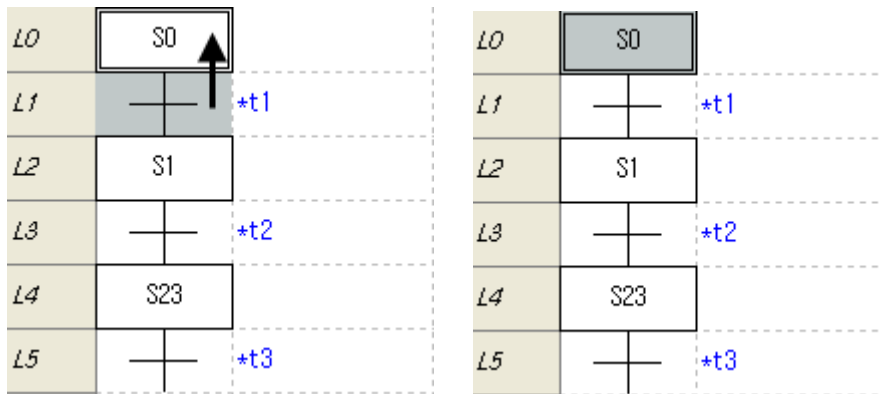 L0 S0
L1 *t1
L2 S1
L3 *t2
L4 S23
L5 *t3
L0 S0
L1 *t1
L2 S1
L3 *t2
L4 S23
L5 *t3